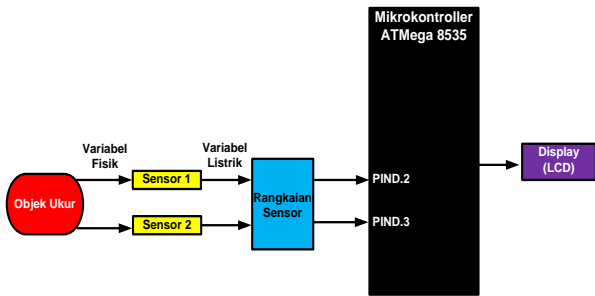 Mikrokontroller
ATMega 8535
Variabel
Fisik
Variabel
Listrik
Display
(LCD)
Sensor 1
PIND.2
Objek Ukur
Rangkaian
Sensor
Sensor 2
PIND.3